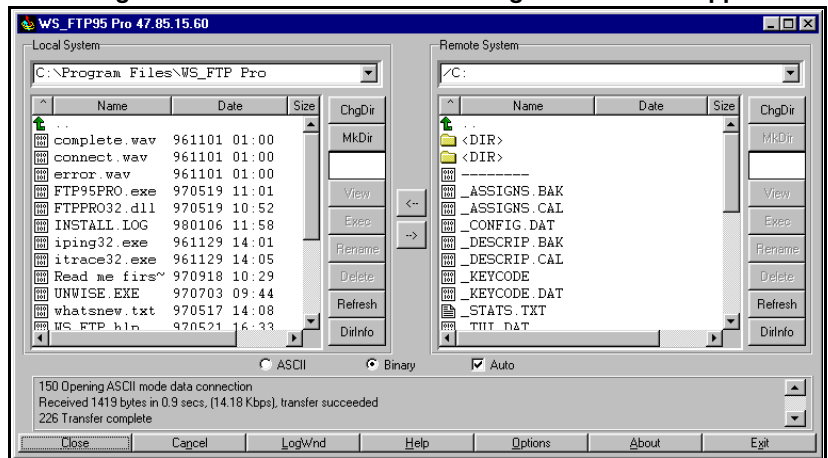 WS_FTP95 Pro 47.85.15.60
Local System
C:\Program Files\WS_FTP Pro
^ Name Date Size
..
complete.wav 961101 01:00
connect.wav 961101 01:00
error.wav 961101 01:00
FTP95PRO.exe 970519 11:01
FTPPRO32.dll 970519 10:52
INSTALL.LOG 980106 11:58
iping32.exe 961129 14:01
itrace32.exe 961129 14:05
Read me firs~ 970918 10:29
UNWISE.EXE 970703 09:44
whatsnew.txt 970517 14:08
WS_FTP.hlp 970521 16:33
ChgDir
MkDir
View
Exec
Rename
Delete
Refresh
DirInfo
<--
-->
Remote System
/C:
^ Name Date Size
..
<DIR>
<DIR>
--------
_ASSIGNS.BAK
_ASSIGNS.CAL
_CONFIG.DAT
_DESCRIP.BAK
_DESCRIP.CAL
_KEYCODE
_KEYCODE.DAT
_STATS.TXT
ChgDir
MkDir
View
Exec
Rename
Delete
Refresh
DirInfo
ASCII Binary Auto
150 Opening ASCII mode data connection
Received 1419 bytes in 0.9 secs, (14.18 Kbps), transfer succeeded
226 Transfer complete
Close Cancel LogWnd Help Options About Exit